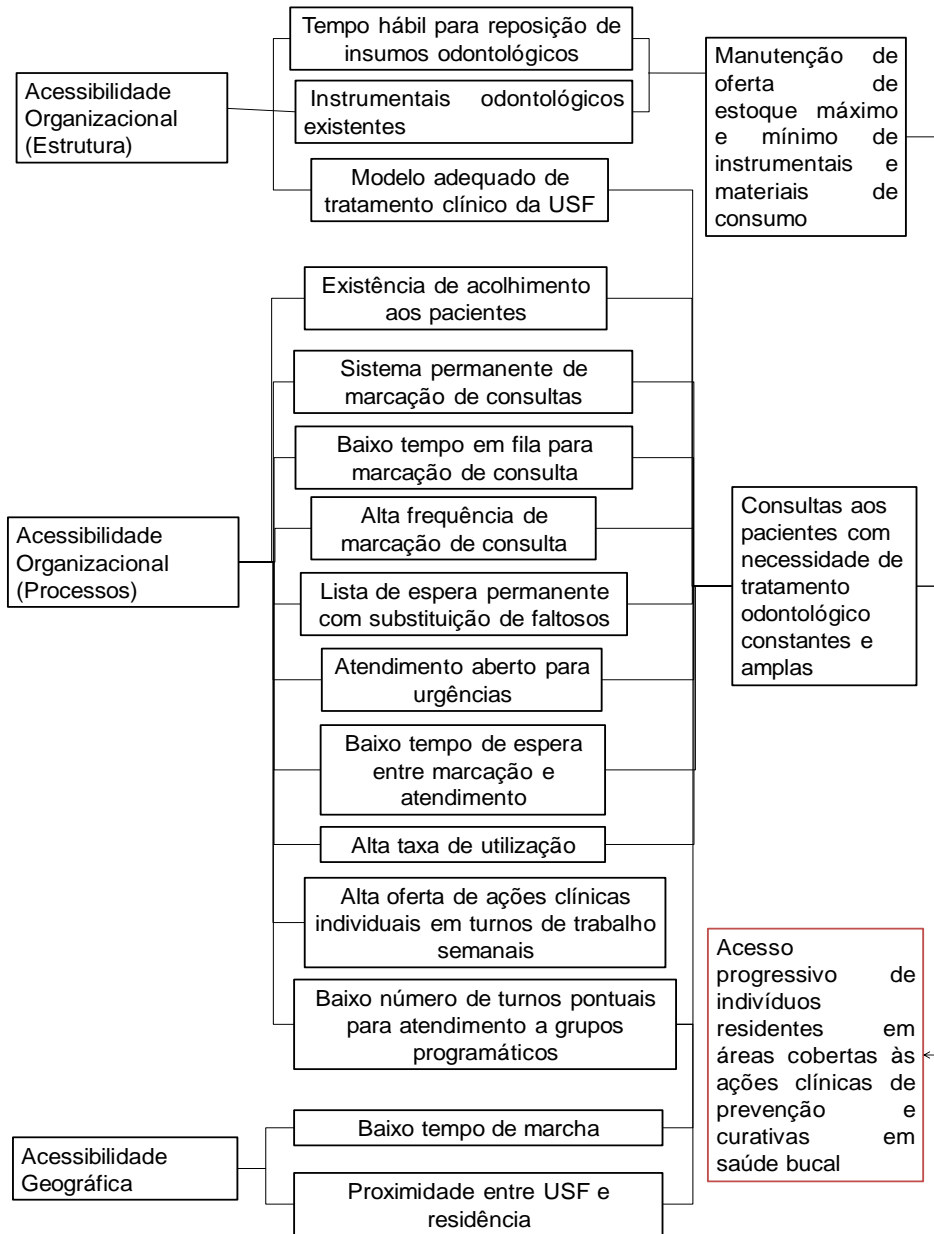 Acessibilidade
Organizacional
(Estrutura)
Tempo hábil para reposição de
insumos odontológicos
Instrumentais odontológicos
existentes
Modelo adequado de
tratamento clínico da USF
Manutenção de
oferta de
estoque máximo
e mínimo de
instrumentais e
materiais de
consumo
Acessibilidade
Organizacional
(Processos)
Existência de acolhimento
aos pacientes
Sistema permanente de
marcação de consultas
Baixo tempo em fila para
marcação de consulta
Alta frequência de
marcação de consulta
Lista de espera permanente
com substituição de faltosos
Atendimento aberto para
urgências
Baixo tempo de espera
entre marcação e
atendimento
Alta taxa de utilização
Alta oferta de ações clínicas
individuais em turnos de trabalho
semanais
Baixo número de turnos pontuais
para atendimento a grupos
programáticos
Consultas aos
pacientes com
necessidade de
tratamento
odontológico
constantes e
amplas
Acessibilidade
Geográfica
Baixo tempo de marcha
Proximidade entre USF e
residência
Acesso
progressivo de
indivíduos
residentes em
áreas cobertas às
ações clínicas de
prevenção e
curativas em
saúde bucal